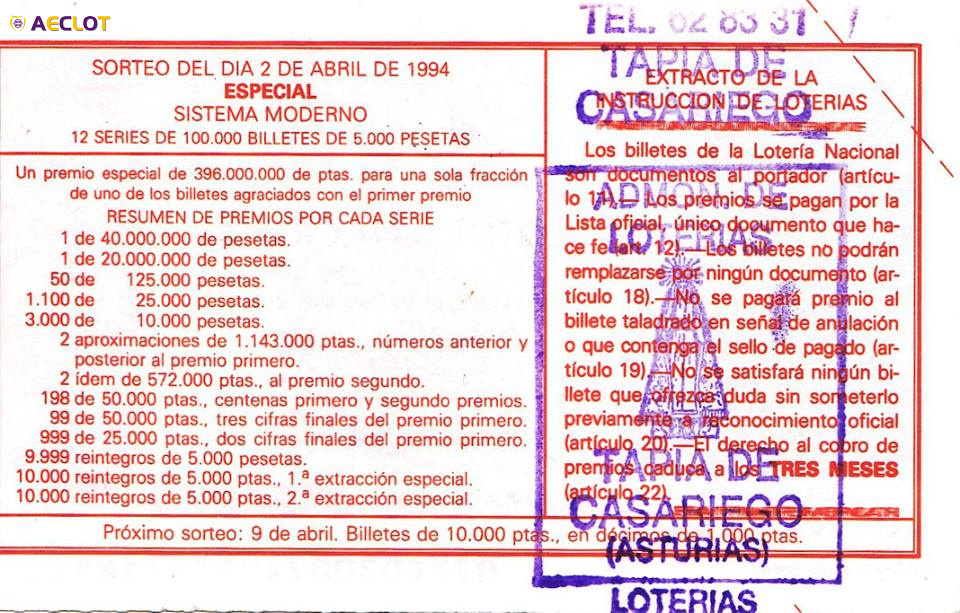 AECLOT
TEL. 62 83 31
TAPIA DE
CASARIEGO
SORTEO DEL DIA 2 DE ABRIL DE 1994
ESPECIAL
SISTEMA MODERNO
12 SERIES DE 100.000 BILLETES DE 5.000 PESETAS
Un premio especial de 396.000.000 de ptas. para una sola fracción
de uno de los billetes agraciados con el primer premio
RESUMEN DE PREMIOS POR CADA SERIE
1 de 40.000.000 de pesetas.
1 de 20.000.000 de pesetas.
50 de 125.000 pesetas.
1.100 de 25.000 pesetas.
3.000 de 10.000 pesetas.
2 aproximaciones de 1.143.000 ptas., números anterior y
posterior al premio primero.
2 ídem de 572.000 ptas., al premio segundo.
198 de 50.000 ptas., centenas primero y segundo premios.
99 de 50.000 ptas., tres cifras finales del premio primero.
999 de 25.000 ptas., dos cifras finales del premio primero.
9.999 reintegros de 5.000 pesetas.
10.000 reintegros de 5.000 ptas., 1.ª extracción especial.
10.000 reintegros de 5.000 ptas., 2.ª extracción especial.
EXTRACTO DE LA
INSTRUCCION DE LOTERIAS
Los billetes de la Lotería Nacional
son documentos al portador (artícu-
lo 11).— Los premios se pagan por la
Lista oficial, único documento que ha-
ce fe (art. 12).—Los billetes no podrán
remplazarse por ningún documento (ar-
tículo 18).—No se pagará premio al
billete taladrado en señal de anulación
o que contenga el sello de pagado (ar-
tículo 19).—No se satisfará ningún bi-
llete que ofrezca duda sin someterlo
previamente a reconocimiento oficial
(artículo 20).—El derecho al cobro de
premios caduca a los TRES MESES
(artículo 22).
Próximo sorteo: 9 de abril. Billetes de 10.000 ptas., en décimos de 1.000 ptas.
ADMON. DE
LOTERIAS
TAPIA DE
CASARIEGO
(ASTURIAS)
LOTERIAS